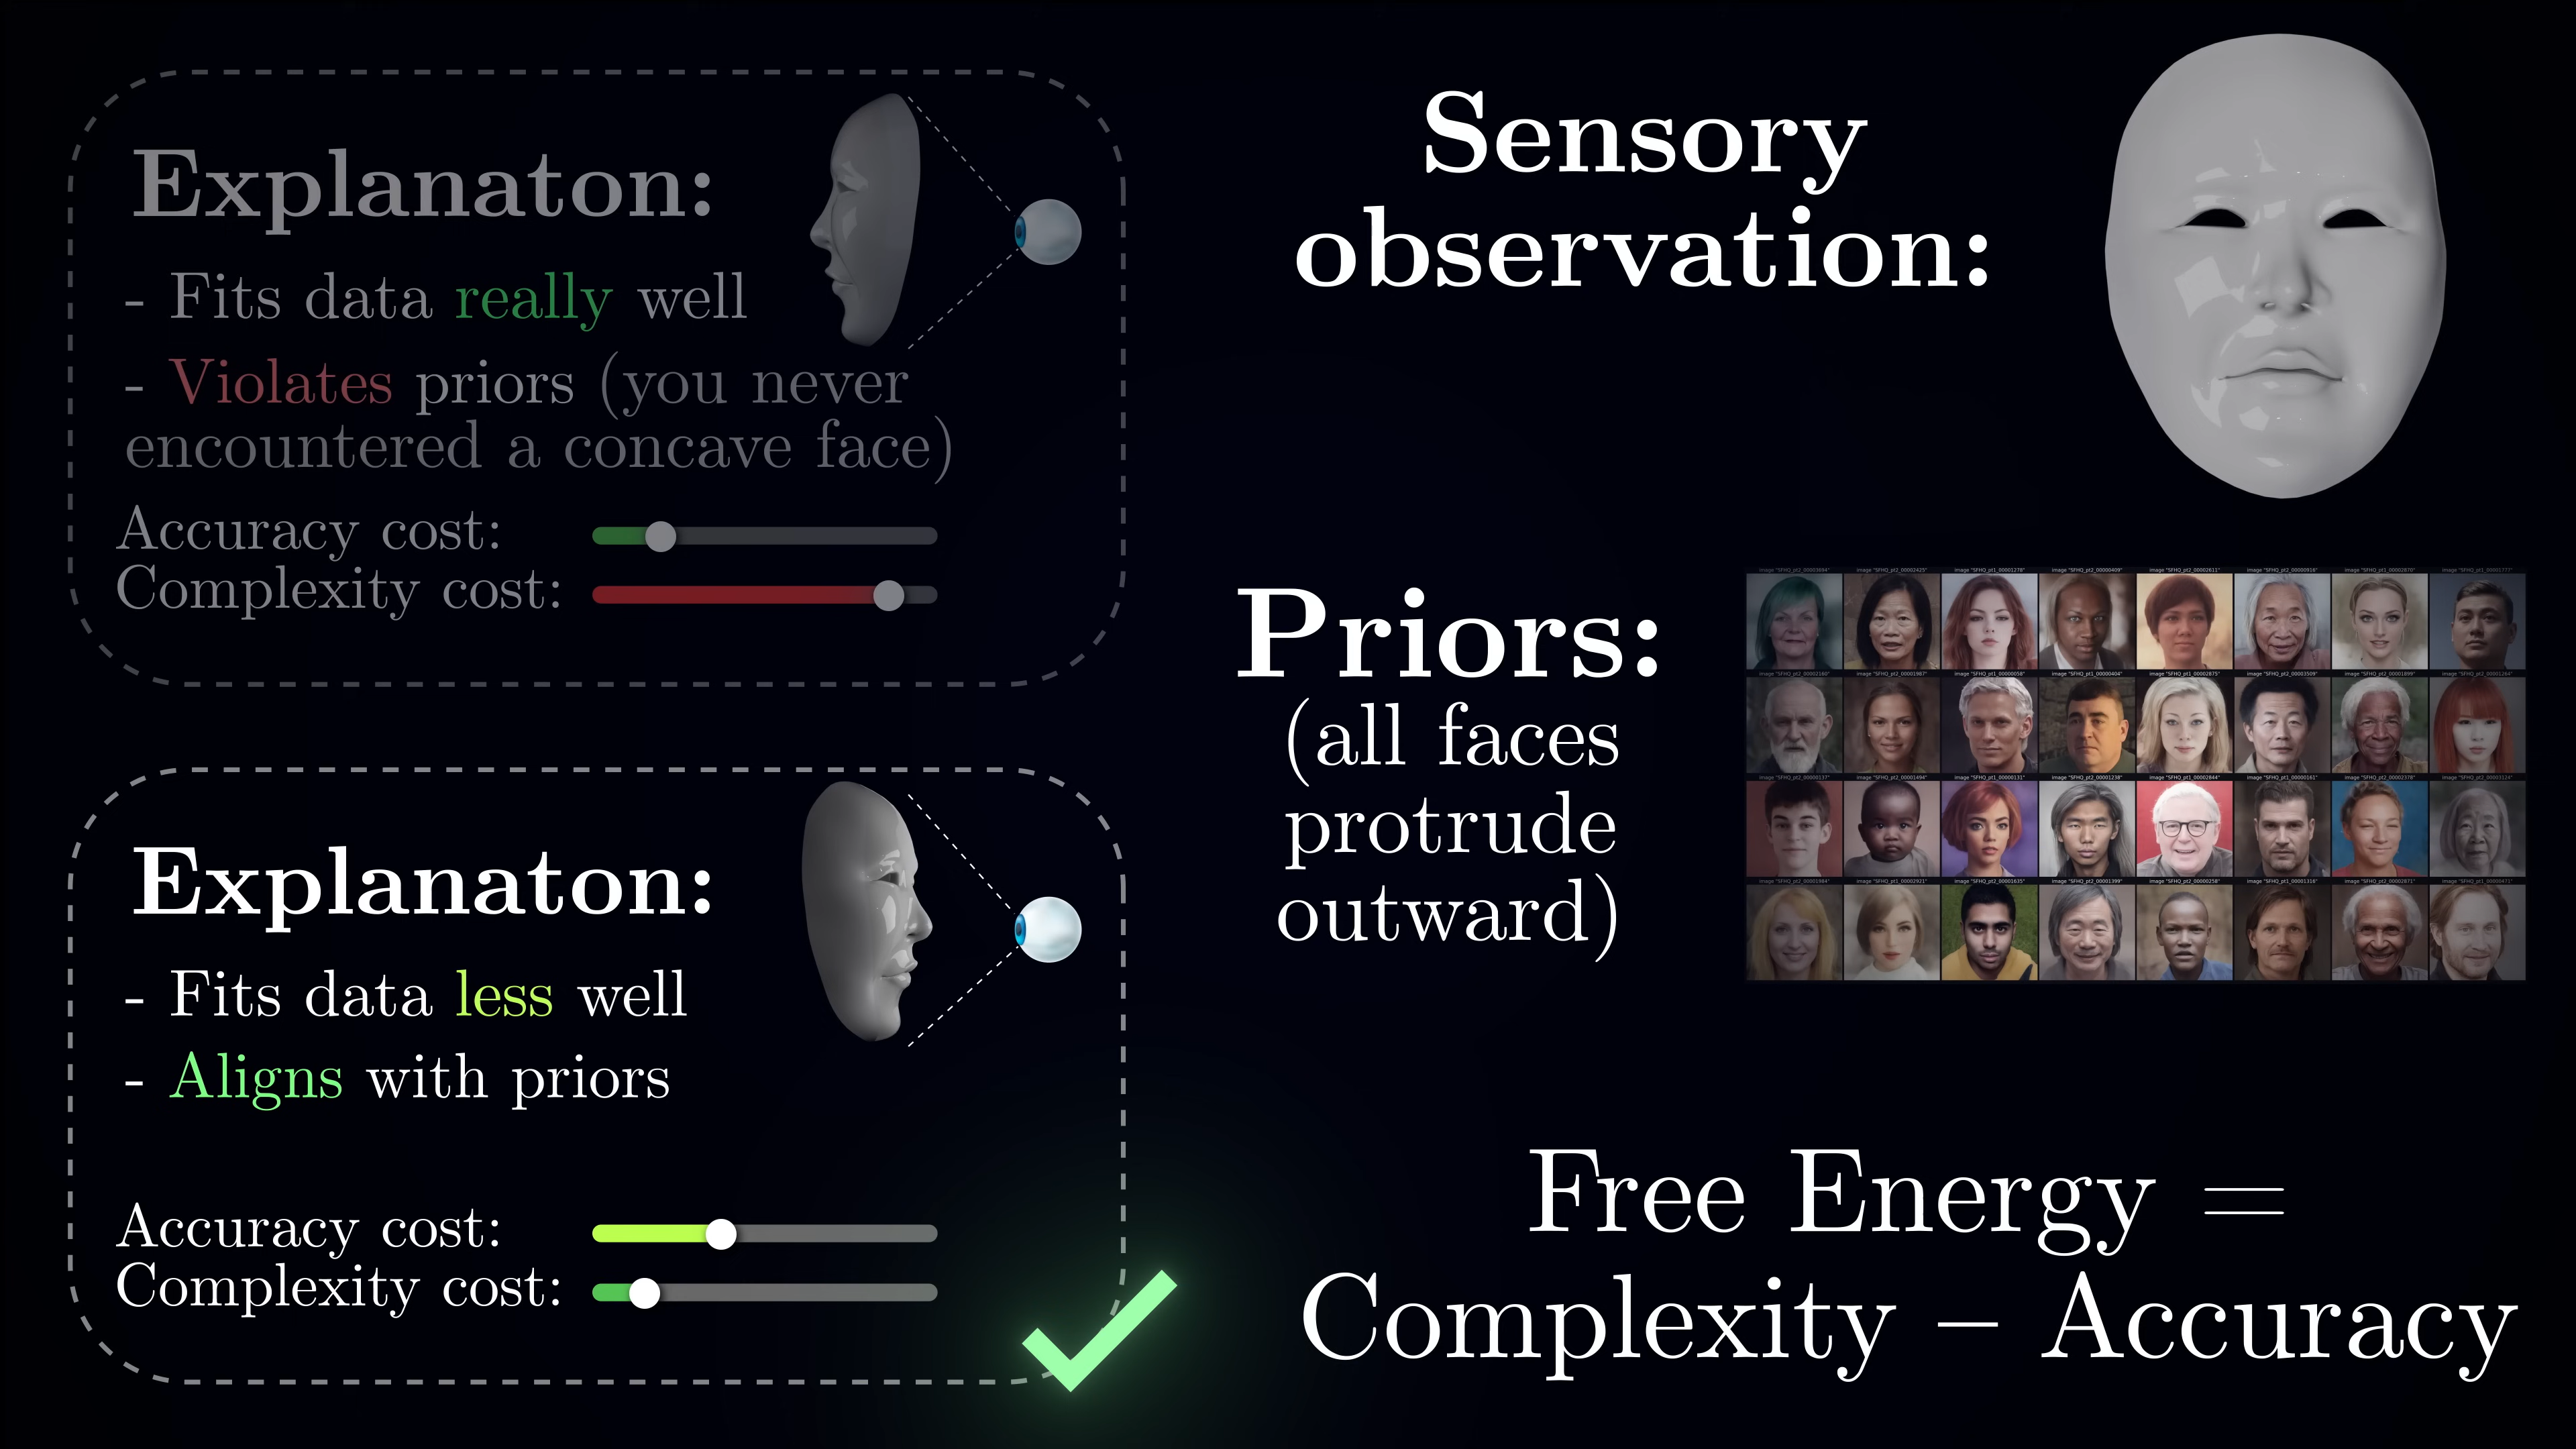 Explanaton:
- Fits data really well
- Violates priors (you never
encountered a concave face)
Accuracy cost:
Complexity cost:
Explanaton:
- Fits data less well
- Aligns with priors
Accuracy cost:
Complexity cost:
Sensory
observation:
Priors:
(all faces
protrude
outward)
Free Energy =
Complexity − Accuracy